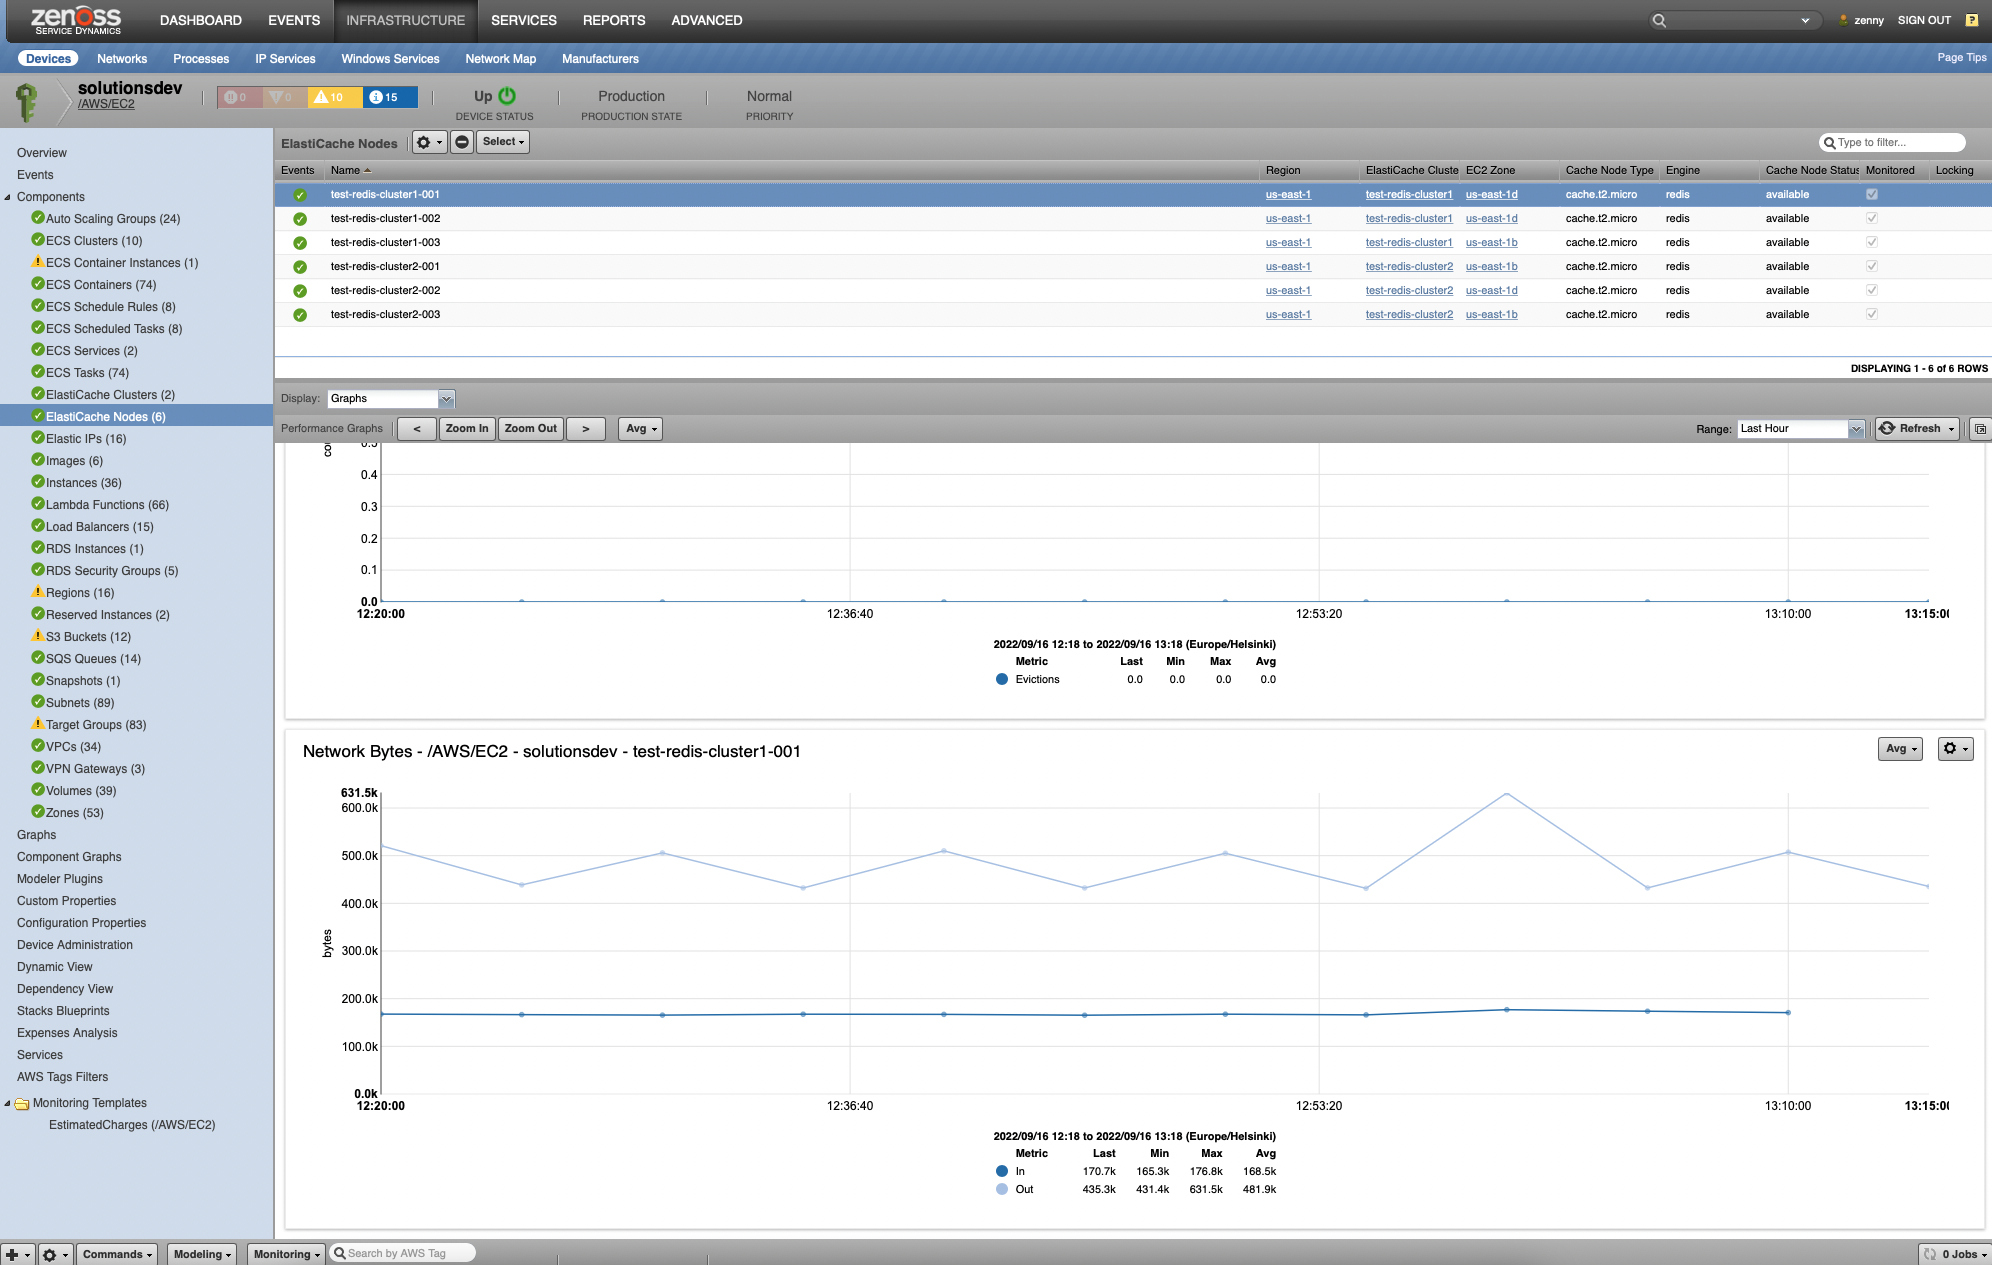 zenoss
SERVICE DYNAMICS
DASHBOARD EVENTS INFRASTRUCTURE SERVICES REPORTS ADVANCED
zenny SIGN OUT ?
Devices Networks Processes IP Services Windows Services Network Map Manufacturers Page Tips
solutionsdev
/AWS/EC2
0 0 10 15
Up Production Normal
DEVICE STATUS PRODUCTION STATE PRIORITY
Overview
Events
Components
Auto Scaling Groups (24)
ECS Clusters (10)
ECS Container Instances (1)
ECS Containers (74)
ECS Schedule Rules (8)
ECS Scheduled Tasks (8)
ECS Services (2)
ECS Tasks (74)
ElastiCache Clusters (2)
ElastiCache Nodes (6)
Elastic IPs (16)
Images (6)
Instances (36)
Lambda Functions (66)
Load Balancers (15)
RDS Instances (1)
RDS Security Groups (5)
Regions (16)
Reserved Instances (2)
S3 Buckets (12)
SQS Queues (14)
Snapshots (1)
Subnets (89)
Target Groups (83)
VPCs (34)
VPN Gateways (3)
Volumes (39)
Zones (53)
Graphs
Component Graphs
Modeler Plugins
Custom Properties
Configuration Properties
Device Administration
Dynamic View
Dependency View
Stacks Blueprints
Expenses Analysis
Services
AWS Tags Filters
Monitoring Templates
EstimatedCharges (/AWS/EC2)
ElastiCache Nodes Select Type to filter...
Events Name Region ElastiCache Cluste EC2 Zone Cache Node Type Engine Cache Node Status Monitored Locking
test-redis-cluster1-001 us-east-1 test-redis-cluster1 us-east-1d cache.t2.micro redis available
test-redis-cluster1-002 us-east-1 test-redis-cluster1 us-east-1d cache.t2.micro redis available
test-redis-cluster1-003 us-east-1 test-redis-cluster1 us-east-1b cache.t2.micro redis available
test-redis-cluster2-001 us-east-1 test-redis-cluster2 us-east-1b cache.t2.micro redis available
test-redis-cluster2-002 us-east-1 test-redis-cluster2 us-east-1d cache.t2.micro redis available
test-redis-cluster2-003 us-east-1 test-redis-cluster2 us-east-1b cache.t2.micro redis available
DISPLAYING 1 - 6 of 6 ROWS
Display: Graphs
Performance Graphs < Zoom In Zoom Out > Avg Range: Last Hour Refresh
0.5
0.4
0.3
0.2
0.1
0.0
12:20:00 12:36:40 12:53:20 13:10:00 13:15:00
2022/09/16 12:18 to 2022/09/16 13:18 (Europe/Helsinki)
Metric Last Min Max Avg
Evictions 0.0 0.0 0.0 0.0
Network Bytes - /AWS/EC2 - solutionsdev - test-redis-cluster1-001 Avg
631.5k
600.0k
500.0k
400.0k
bytes
300.0k
200.0k
100.0k
0.0k
12:20:00 12:36:40 12:53:20 13:10:00 13:15:00
2022/09/16 12:18 to 2022/09/16 13:18 (Europe/Helsinki)
Metric Last Min Max Avg
In 170.7k 165.3k 176.8k 168.5k
Out 435.3k 431.4k 631.5k 481.9k
Commands Modeling Monitoring Search by AWS Tag 0 Jobs